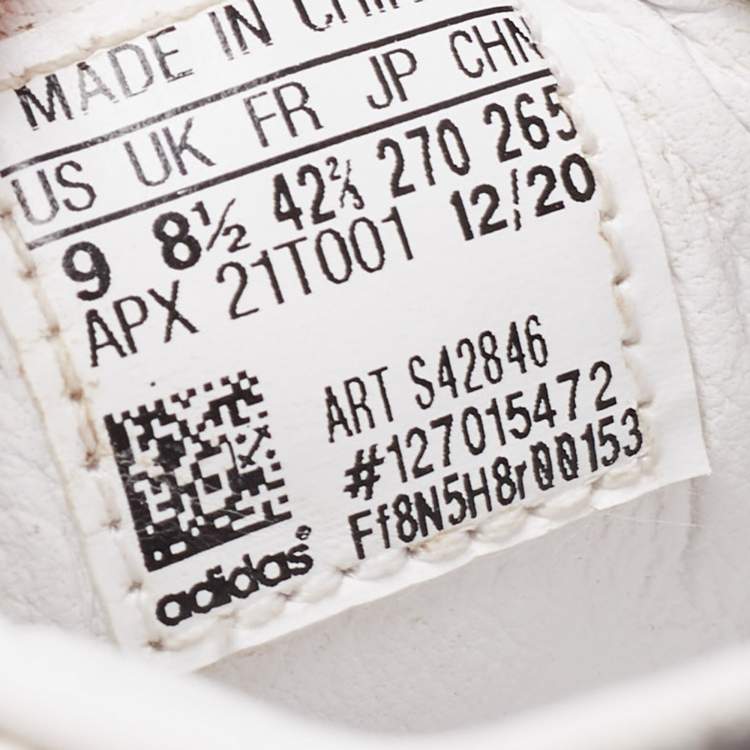 MADE IN CHINA
US UK FR JP CHN
9 8½ 42⅔ 270 265
APX 21T001 12/20
ART S42846
#127015472
Ff8N5H8r00153
adidas®